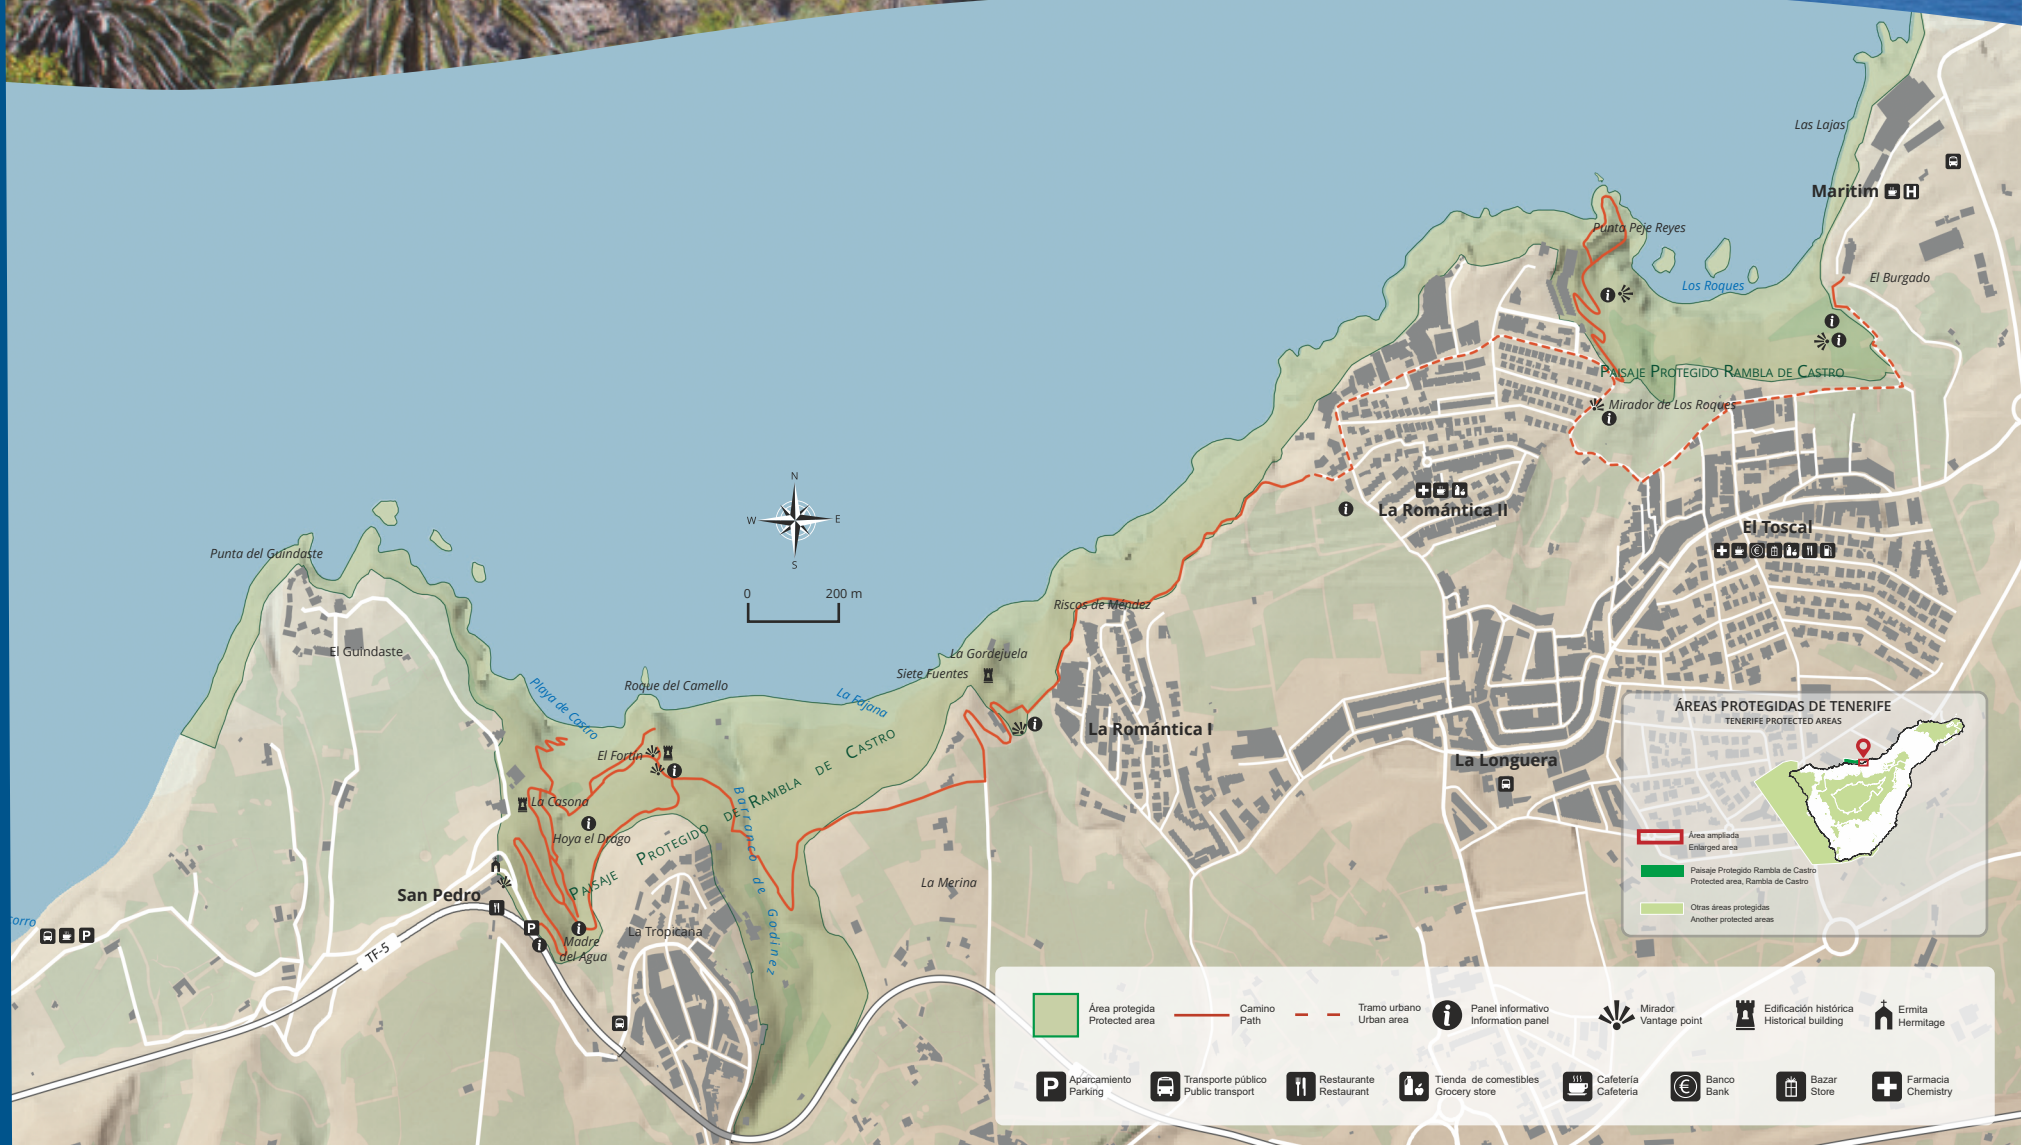 Las Lajas
Maritim
H
Punta Peje Reyes
El Burgado
Los Roques
i
i
i
Paisaje Protegido Rambla de Castro
Mirador de Los Roques
i
N
W
E
S
0 200 m
i
La Romántica II
El Toscal
Punta del Guindaste
El Guindaste
Riscos de Méndez
La Gordejuela
Siete Fuentes
Playa de Castro
Roque del Camello
La Fajana
i
La Romántica I
El Fortín
i
La Casona
i
Hoya el Drago
Paisaje Protegido de Rambla de Castro
Barranco de Godínez
La Longuera
San Pedro
La Merina
P
P
i
i
Madre
del Agua
La Tropicana
TF-5
ÁREAS PROTEGIDAS DE TENERIFE
TENERIFE PROTECTED AREAS
Área ampliada
Enlarged area
Paisaje Protegido Rambla de Castro
Protected area, Rambla de Castro
Otras áreas protegidas
Another protected areas
Área protegida
Protected area
Camino
Path
Tramo urbano
Urban area
i
Panel informativo
Information panel
Mirador
Vantage point
Edificación histórica
Historical building
Ermita
Hermitage
P
Aparcamiento
Parking
Transporte público
Public transport
Restaurante
Restaurant
Tienda de comestibles
Grocery store
Cafetería
Cafeteria
€
Banco
Bank
Bazar
Store
Farmacia
Chemistry